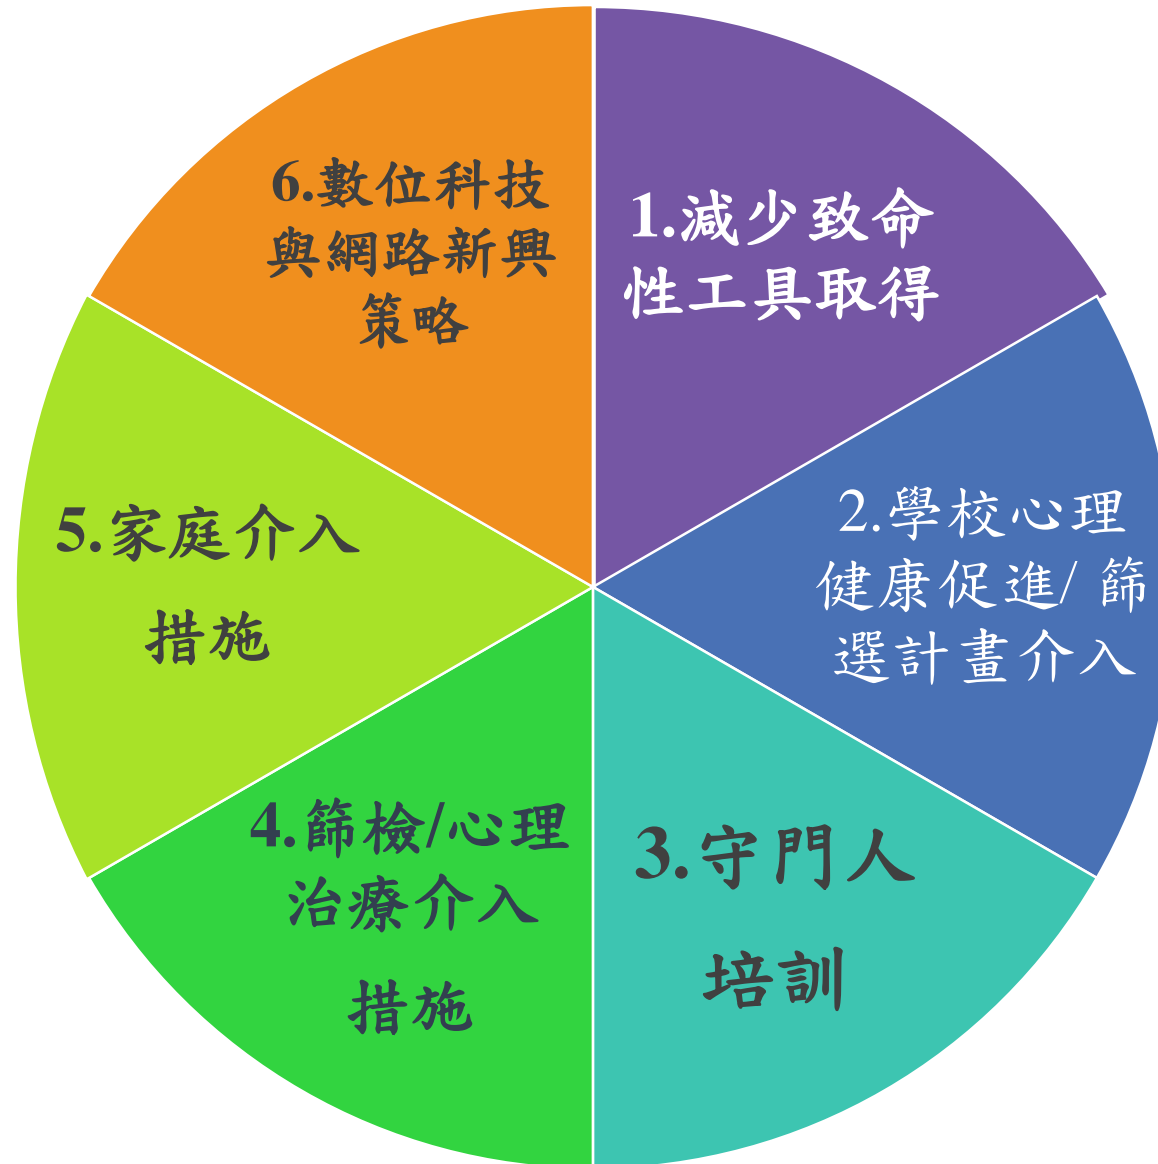 1.減少致命
性工具取得
2.學校心理
健康促進/ 篩
選計畫介入
3.守門人
培訓
4.篩檢/心理
治療介入
措施
5.家庭介入
措施
6.數位科技
與網路新興
策略